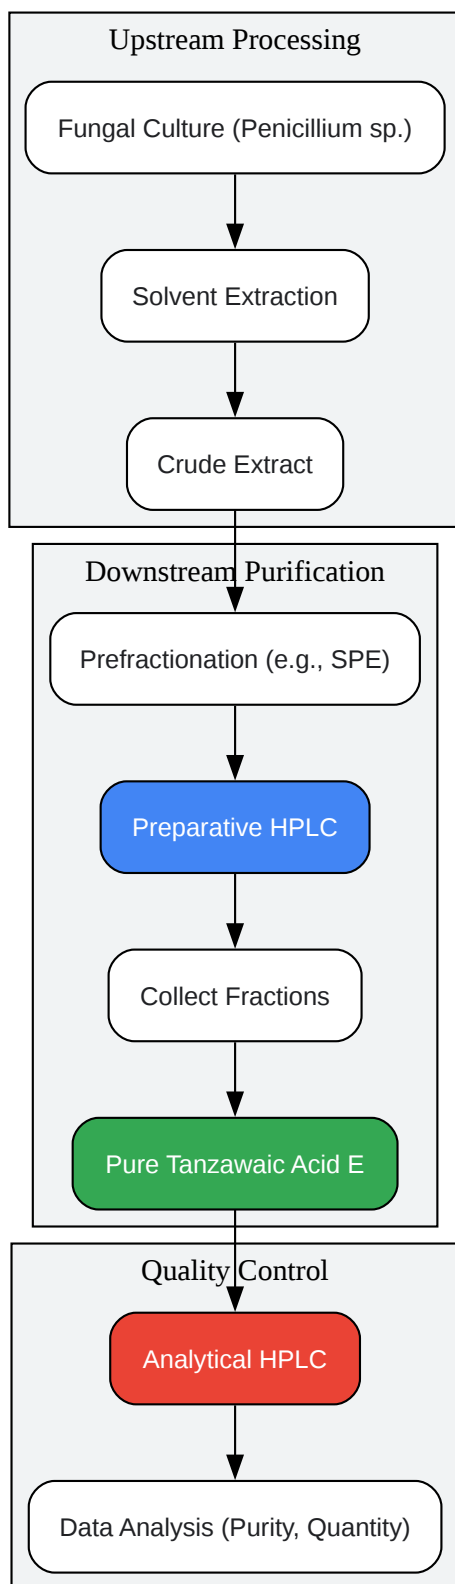 Upstream Processing
Fungal Culture (Penicillium sp.)
Solvent Extraction
Crude Extract
Downstream Purification
Prefractionation (e.g., SPE)
Preparative HPLC
Collect Fractions
Pure Tanzawaic Acid E
Quality Control
Analytical HPLC
Data Analysis (Purity, Quantity)